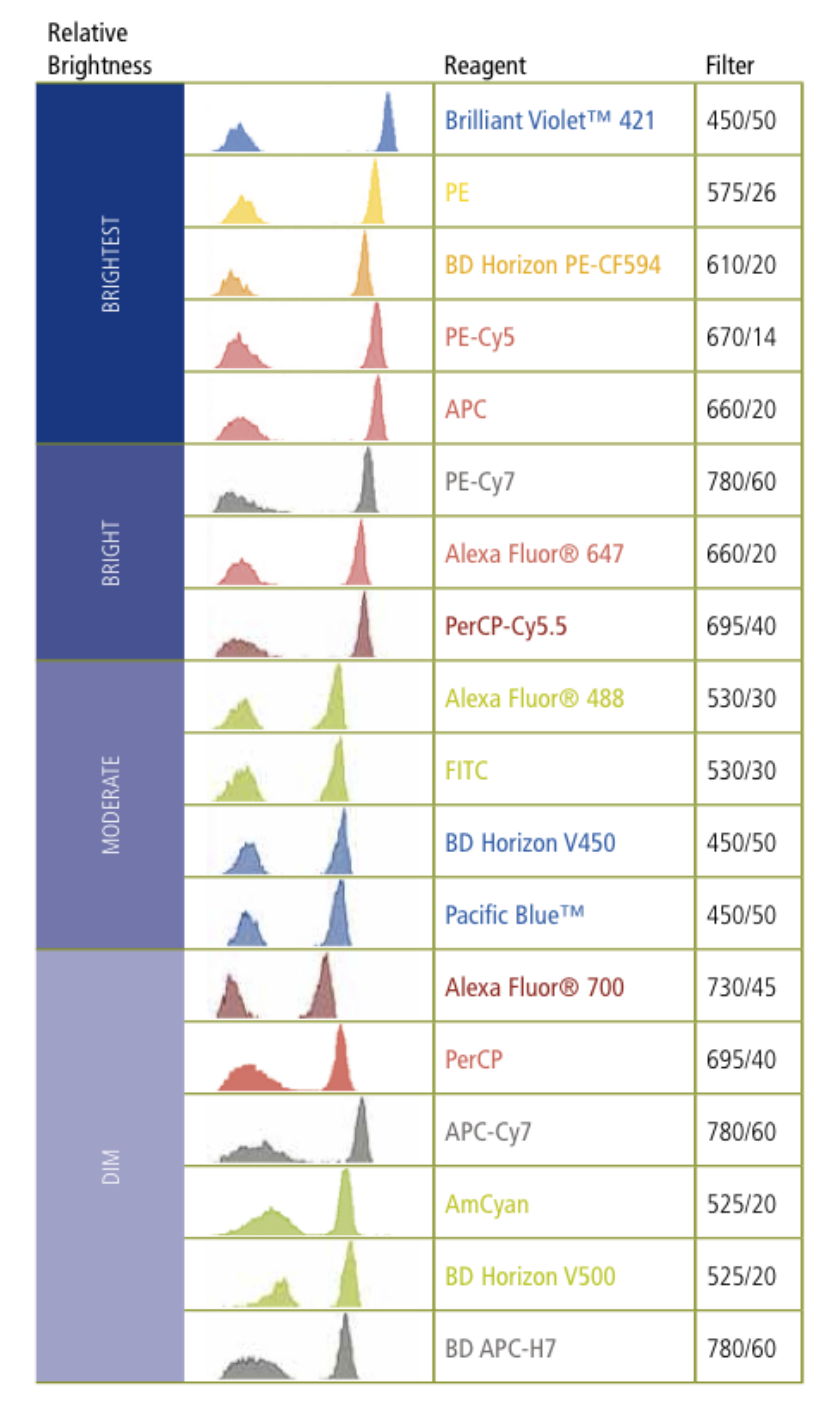 Relative
Brightness Reagent Filter
BRIGHTEST
Brilliant Violet™ 421 450/50
PE 575/26
BD Horizon PE-CF594 610/20
PE-Cy5 670/14
APC 660/20
BRIGHT
PE-Cy7 780/60
Alexa Fluor® 647 660/20
PerCP-Cy5.5 695/40
MODERATE
Alexa Fluor® 488 530/30
FITC 530/30
BD Horizon V450 450/50
Pacific Blue™ 450/50
DIM
Alexa Fluor® 700 730/45
PerCP 695/40
APC-Cy7 780/60
AmCyan 525/20
BD Horizon V500 525/20
BD APC-H7 780/60